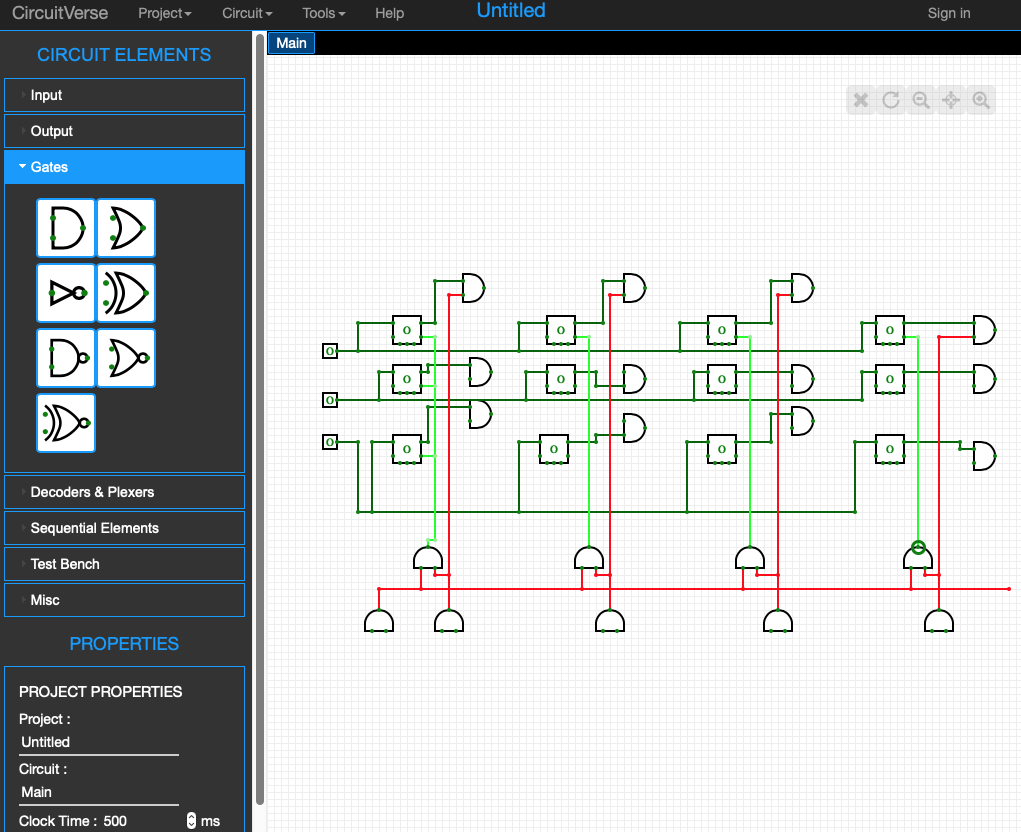 CircuitVerse Project Circuit Tools Help Untitled Sign in
CIRCUIT ELEMENTS
Main
Input
Output
Gates
Decoders & Plexers
Sequential Elements
Test Bench
Misc
PROPERTIES
PROJECT PROPERTIES
Project :
Untitled
Circuit :
Main
Clock Time : 500 ms
0 0 0 0
0
0 0 0 0
0
0
0 0 0 0